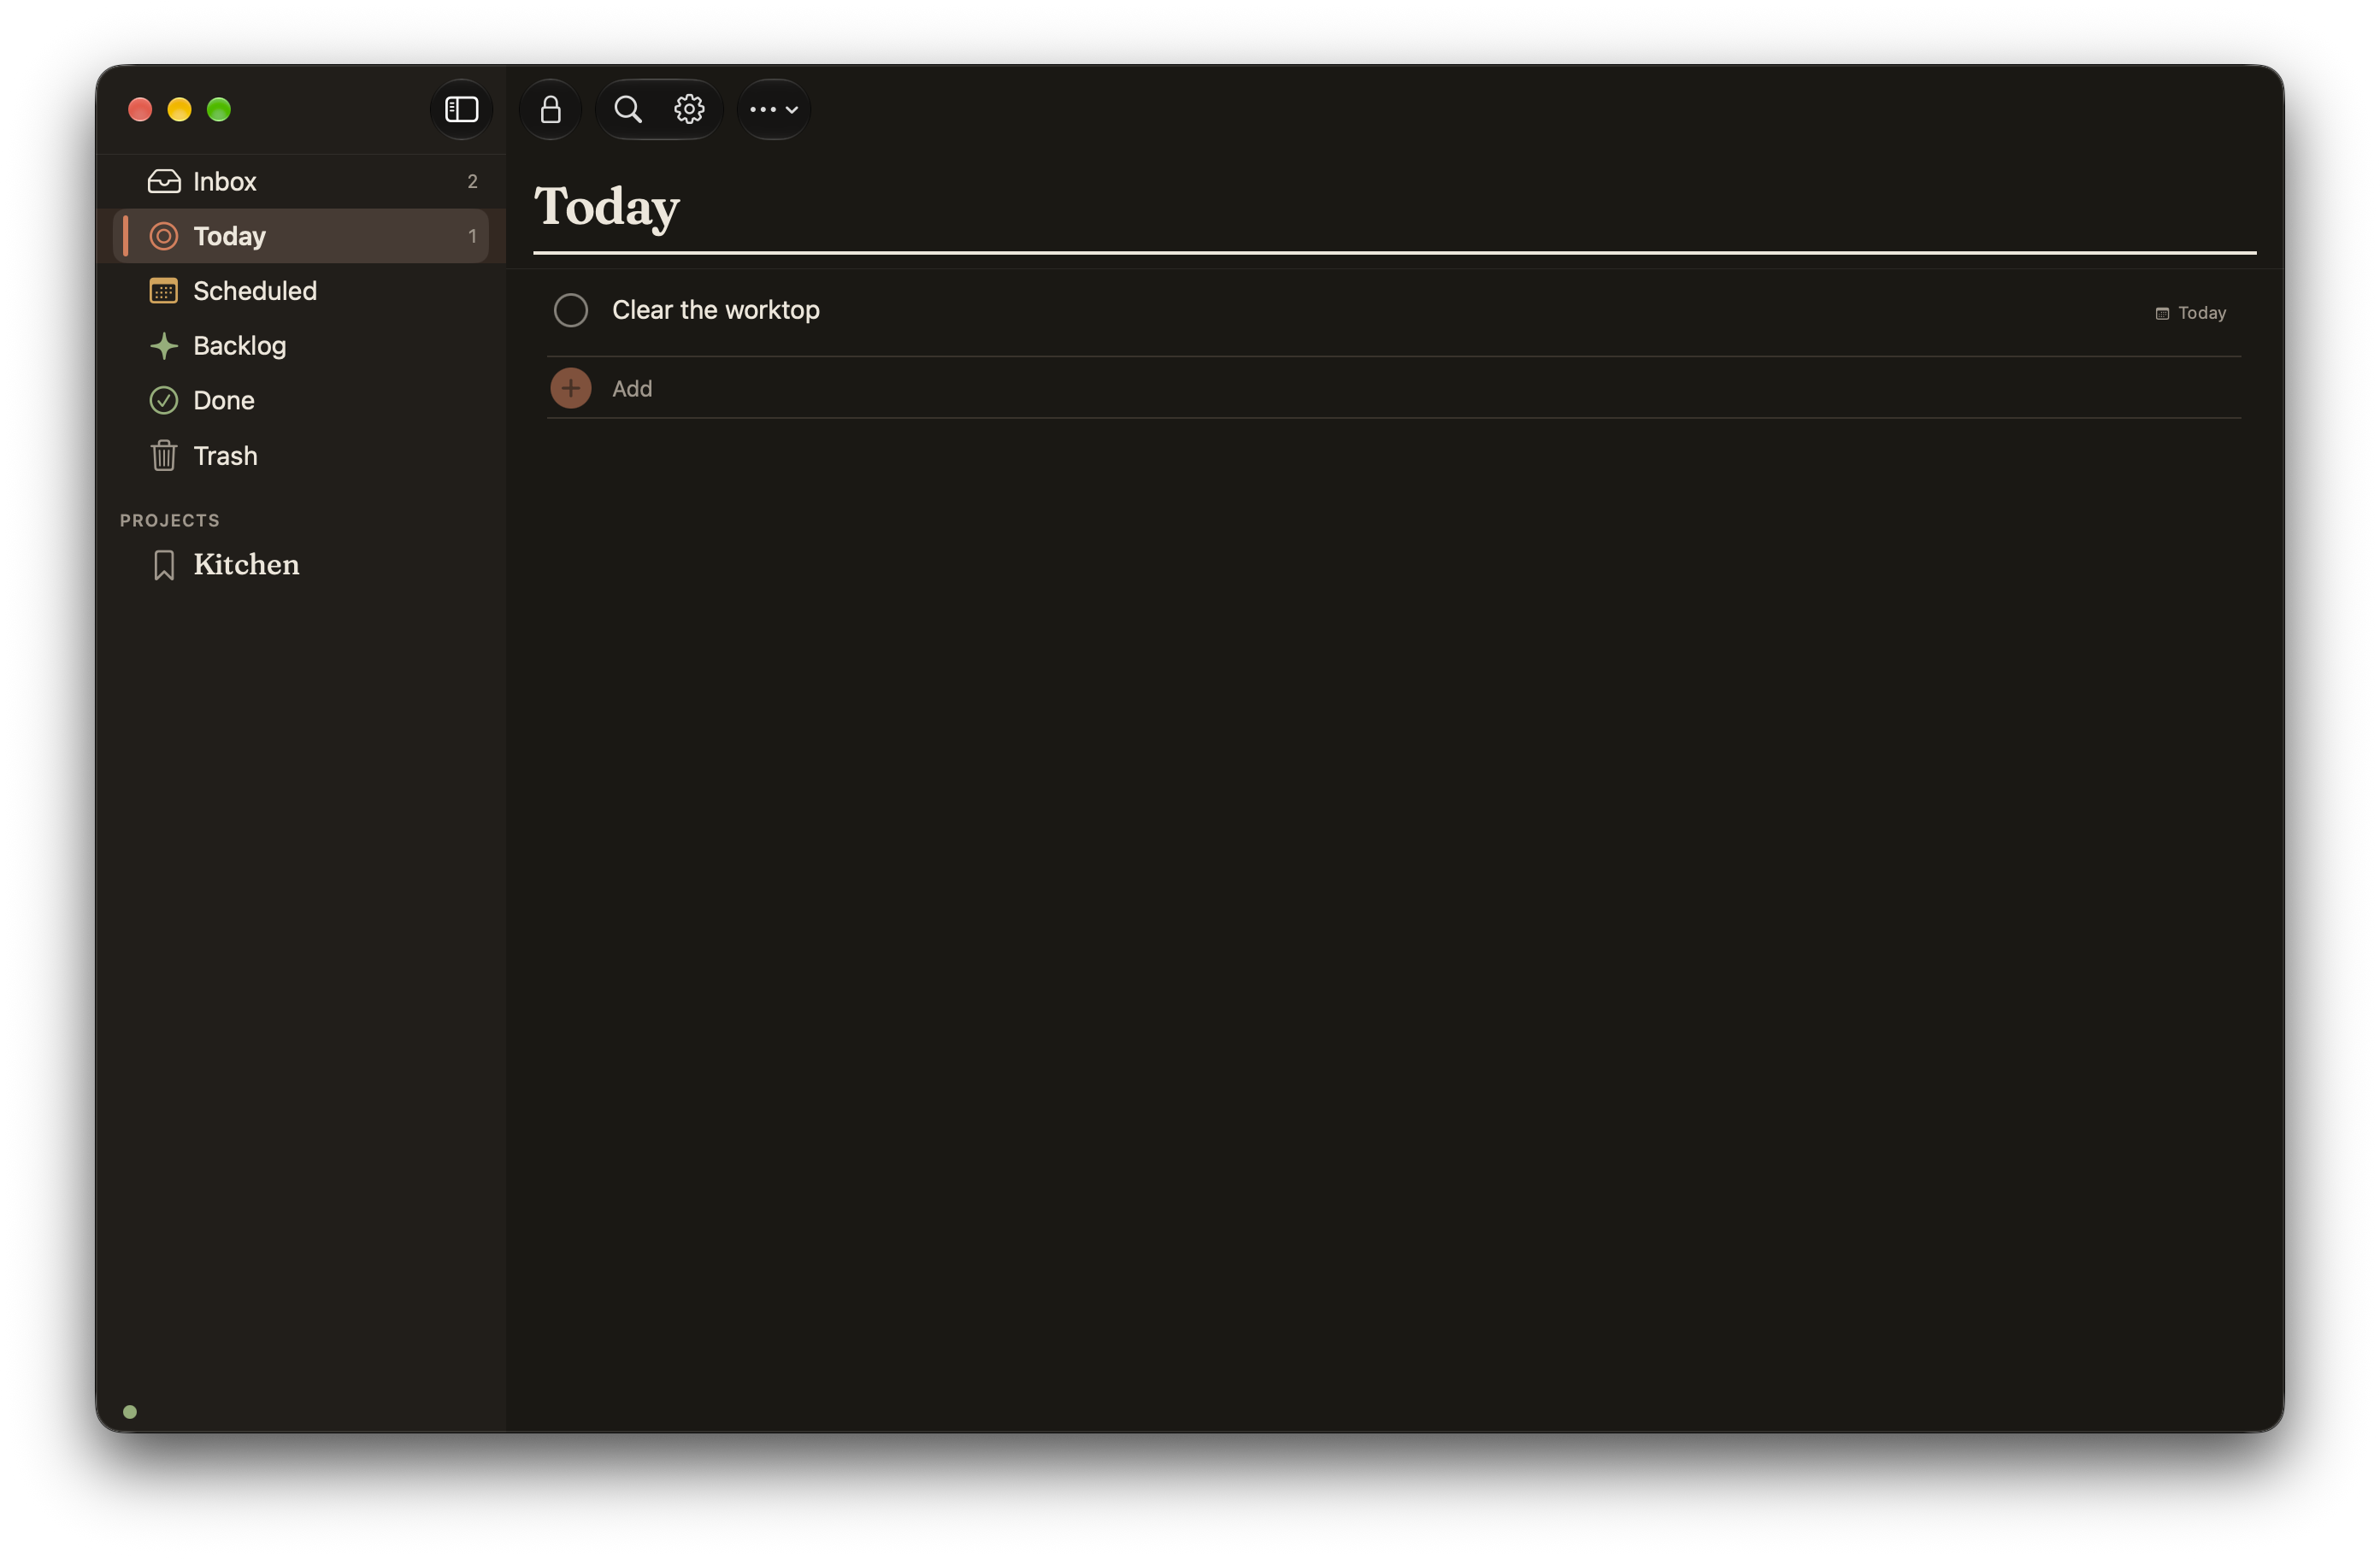 Inbox 2
Today 1
Scheduled
Backlog
Done
Trash
PROJECTS
Kitchen
Today
Clear the worktop Today
Add